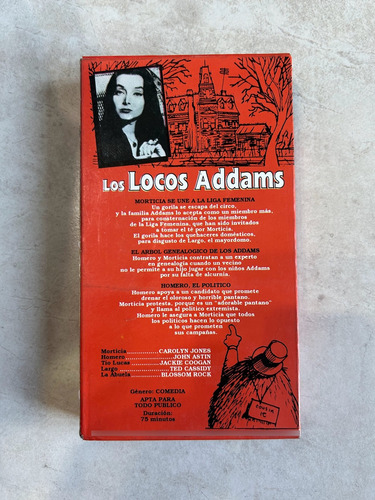 Los Locos Addams
MORTICIA SE UNE A LA LIGA FEMENINA
Un gorila se escapa del circo,
y la familia Addams lo acepta como un miembro más,
para consternación de los miembros
de la Liga Femenina, que han sido invitados
a tomar el té por Morticia.
El gorila hace los quehaceres domésticos,
para disgusto de Largo, el mayordomo.
EL ARBOL GENEALOGICO DE LOS ADDAMS
Homero y Morticia contratan a un experto
en genealogía cuando un vecino
no le permite a su hijo jugar con los niños Addams
por su falta de alcurnia.
HOMERO, EL POLITICO
Homero apoya a un candidato que promete
drenar el oloroso y horrible pantano.
Morticia protesta, porque es un "adorable pantano"
y llama al político extremista.
Homero le asegura a Morticia que todos
los políticos hacen lo opuesto
a lo que prometen
sus campañas.
Morticia..............CAROLYN JONES
Homero.......................JOHN ASTIN
Tío Lucas................JACKIE COOGAN
Largo........................TED CASSIDY
La Abuela..............BLOSSOM ROCK
Género: COMEDIA
APTA PARA
TODO PUBLICO
Duración:
75 minutos